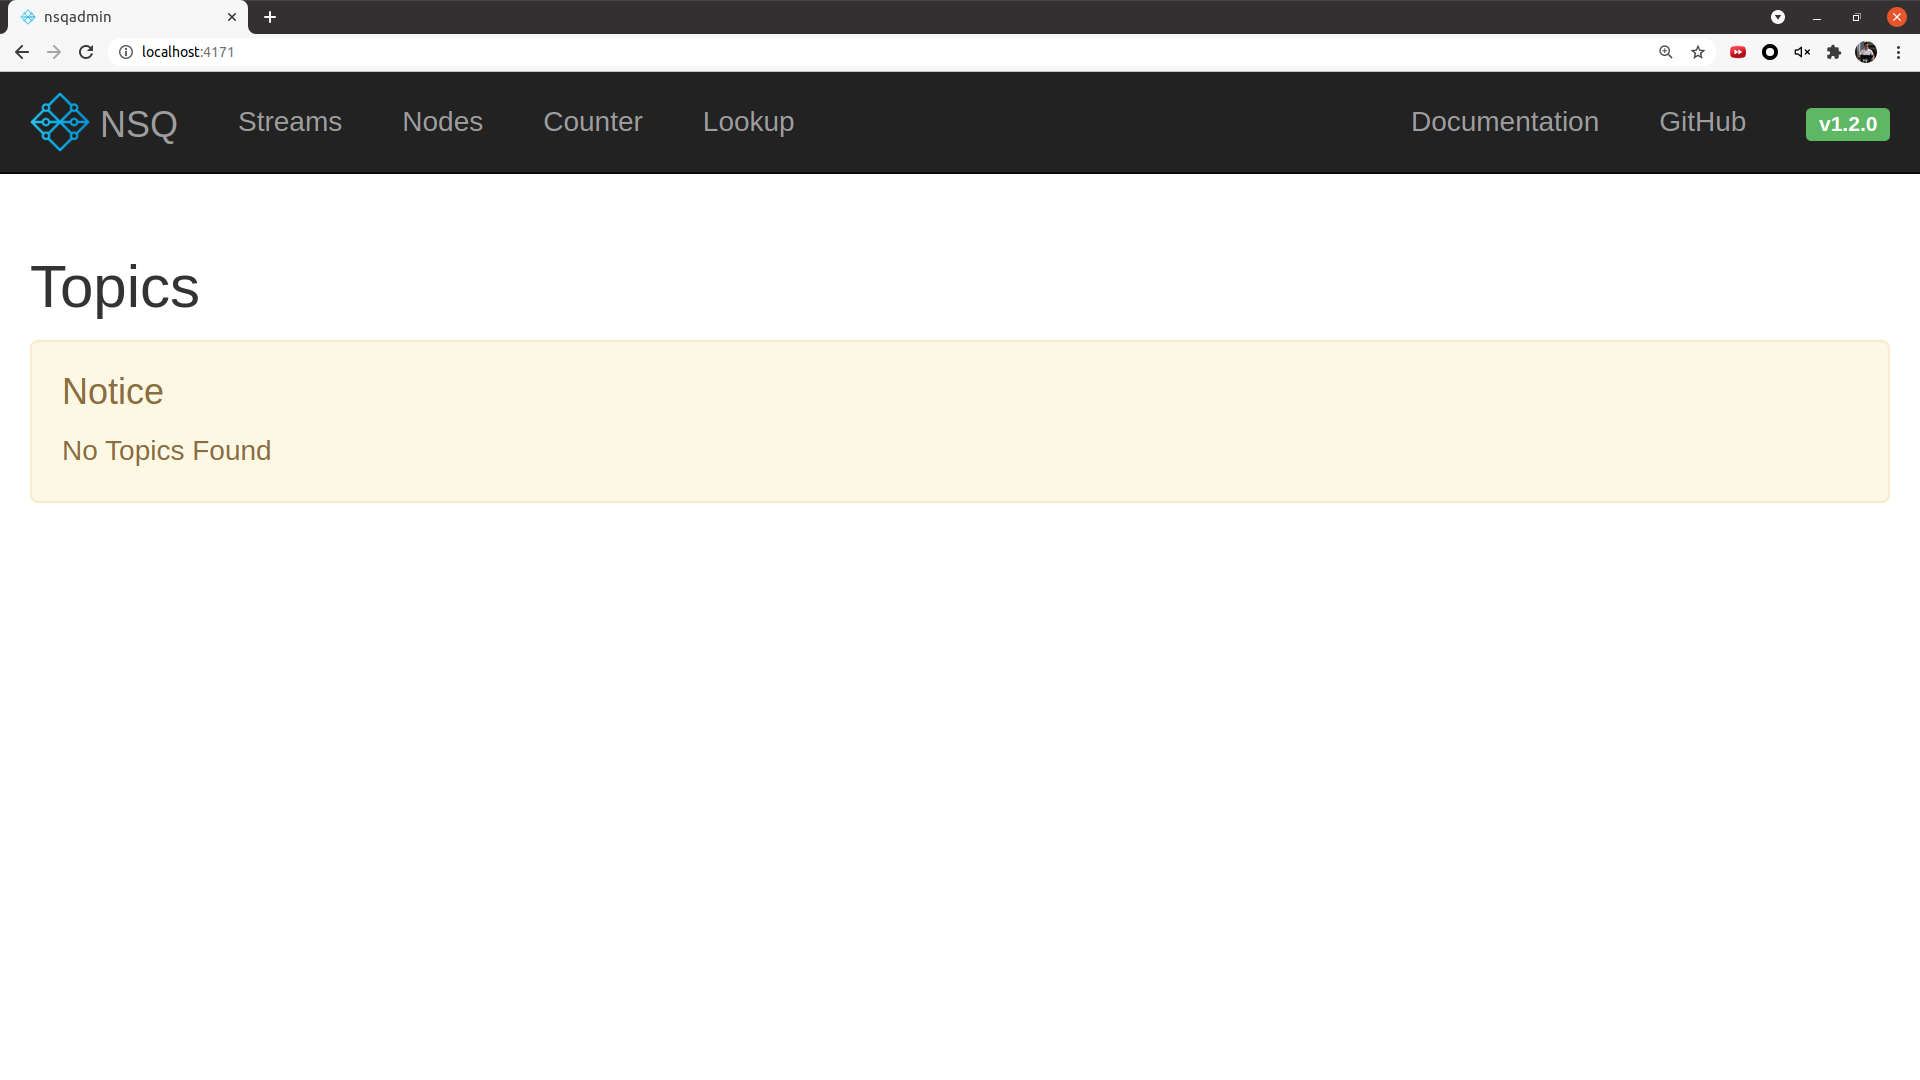 nsqadmin
localhost:4171
NSQ Streams Nodes Counter Lookup Documentation GitHub v1.2.0
Topics
Notice
No Topics Found